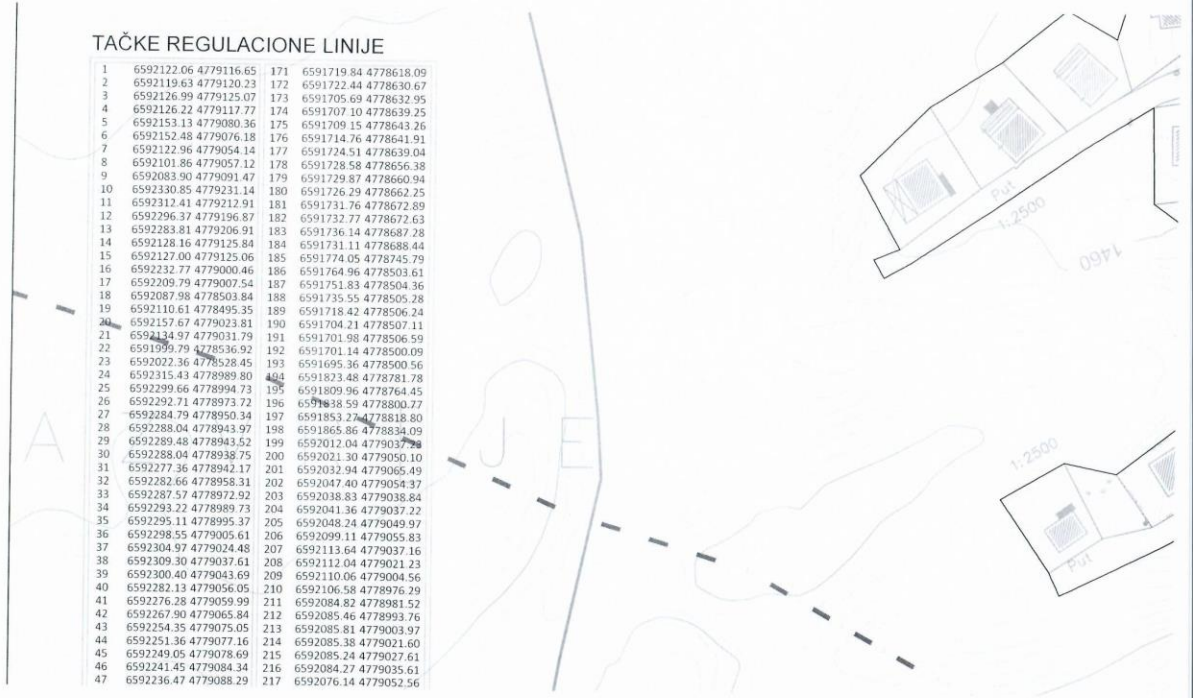 TAČKE REGULACIONE LINIJE
1 6592122.06 4779116.65 171 6591719.84 4778618.09
2 6592119.63 4779120.23 172 6591722.44 4778630.67
3 6592126.99 4779125.07 173 6591705.69 4778632.95
4 6592126.22 4779117.77 174 6591707.10 4778639.25
5 6592153.13 4779080.36 175 6591709.15 4778643.26
6 6592152.48 4779076.18 176 6591714.76 4778641.91
7 6592122.96 4779054.14 177 6591724.51 4778639.04
8 6592101.86 4779057.12 178 6591728.58 4778656.38
9 6592083.90 4779091.47 179 6591729.87 4778660.94
10 6592330.85 4779231.14 180 6591726.29 4778662.25
11 6592312.41 4779212.91 181 6591731.76 4778672.89
12 6592296.37 4779196.87 182 6591732.77 4778672.63
13 6592283.81 4779206.91 183 6591736.14 4778687.28
14 6592128.16 4779125.84 184 6591731.11 4778688.44
15 6592127.00 4779125.06 185 6591774.05 4778745.79
16 6592232.77 4779000.46 186 6591764.96 4778503.61
17 6592209.79 4779007.54 187 6591751.83 4778504.36
18 6592087.98 4778503.84 188 6591735.55 4778505.28
19 6592110.61 4778495.35 189 6591718.42 4778506.24
20 6592157.67 4779023.81 190 6591704.21 4778507.11
21 6592134.97 4779031.79 191 6591701.98 4778506.59
22 6591999.79 4778536.92 192 6591701.14 4778500.09
23 6592022.36 4778528.45 193 6591695.36 4778500.56
24 6592315.43 4778989.80 194 6591823.48 4778781.78
25 6592299.66 4778994.73 195 6591809.96 4778764.45
26 6592292.71 4778973.72 196 6591838.59 4778800.77
27 6592284.79 4778950.34 197 6591853.27 4778818.80
28 6592288.04 4778943.97 198 6591865.86 4778834.09
29 6592289.48 4778943.52 199 6592012.04 4779037.23
30 6592288.04 4778938.75 200 6592021.30 4779050.10
31 6592277.36 4778942.17 201 6592032.94 4779065.49
32 6592282.66 4778958.31 202 6592047.40 4779054.37
33 6592287.57 4778972.92 203 6592038.83 4779038.84
34 6592293.22 4778989.73 204 6592041.36 4779037.22
35 6592295.11 4778995.37 205 6592048.24 4779049.97
36 6592298.55 4779005.61 206 6592099.11 4779055.83
37 6592304.97 4779024.48 207 6592113.64 4779037.16
38 6592309.30 4779037.61 208 6592112.04 4779021.23
39 6592300.40 4779043.69 209 6592110.06 4779004.56
40 6592282.13 4779056.05 210 6592106.58 4778976.29
41 6592276.28 4779059.99 211 6592084.82 4778981.52
42 6592267.90 4779065.84 212 6592085.46 4778993.76
43 6592254.35 4779075.05 213 6592085.81 4779003.97
44 6592251.36 4779077.16 214 6592085.38 4779021.60
45 6592249.05 4779078.69 215 6592085.24 4779027.61
46 6592241.45 4779084.34 216 6592084.27 4779035.61
47 6592236.47 4779088.29 217 6592076.14 4779052.56
Put
1:2500
1460
J E
1:2500
Put